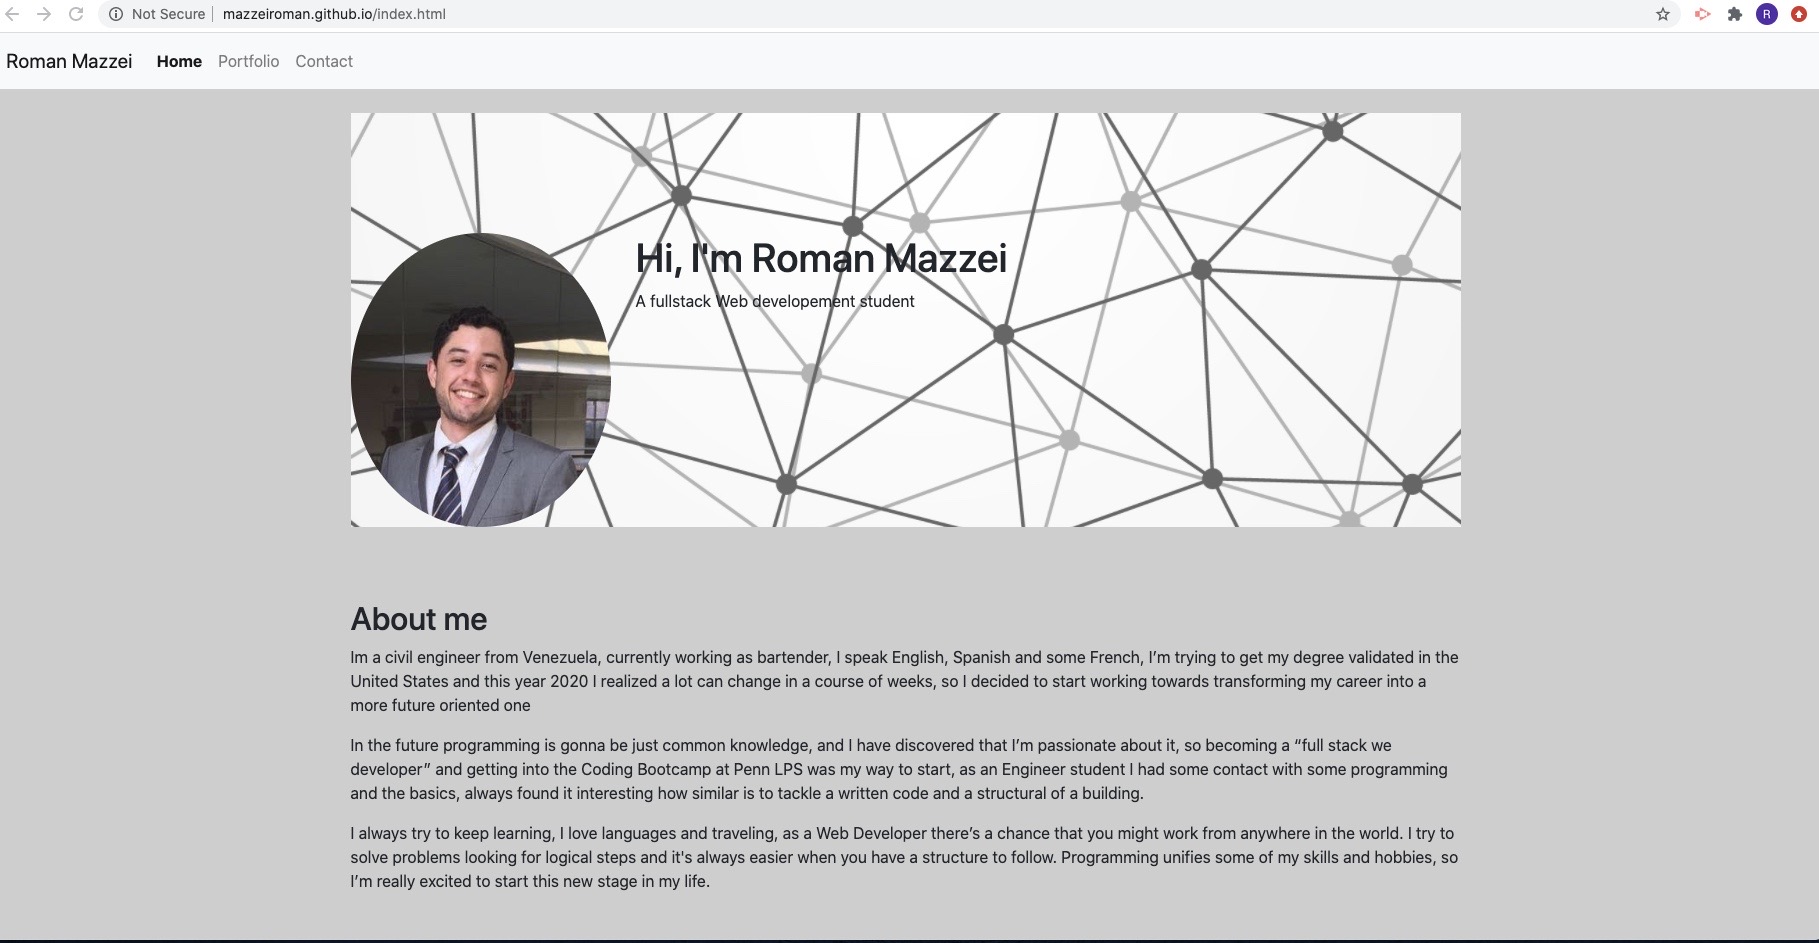 Not Secure | mazzeiroman.github.io/index.html
R
Roman Mazzei Home Portfolio Contact
Hi, I'm Roman Mazzei
A fullstack Web developement student
About me
Im a civil engineer from Venezuela, currently working as bartender, I speak English, Spanish and some French, I’m trying to get my degree validated in the
United States and this year 2020 I realized a lot can change in a course of weeks, so I decided to start working towards transforming my career into a
more future oriented one
In the future programming is gonna be just common knowledge, and I have discovered that I’m passionate about it, so becoming a “full stack we
developer” and getting into the Coding Bootcamp at Penn LPS was my way to start, as an Engineer student I had some contact with some programming
and the basics, always found it interesting how similar is to tackle a written code and a structural of a building.
I always try to keep learning, I love languages and traveling, as a Web Developer there’s a chance that you might work from anywhere in the world. I try to
solve problems looking for logical steps and it's always easier when you have a structure to follow. Programming unifies some of my skills and hobbies, so
I’m really excited to start this new stage in my life.